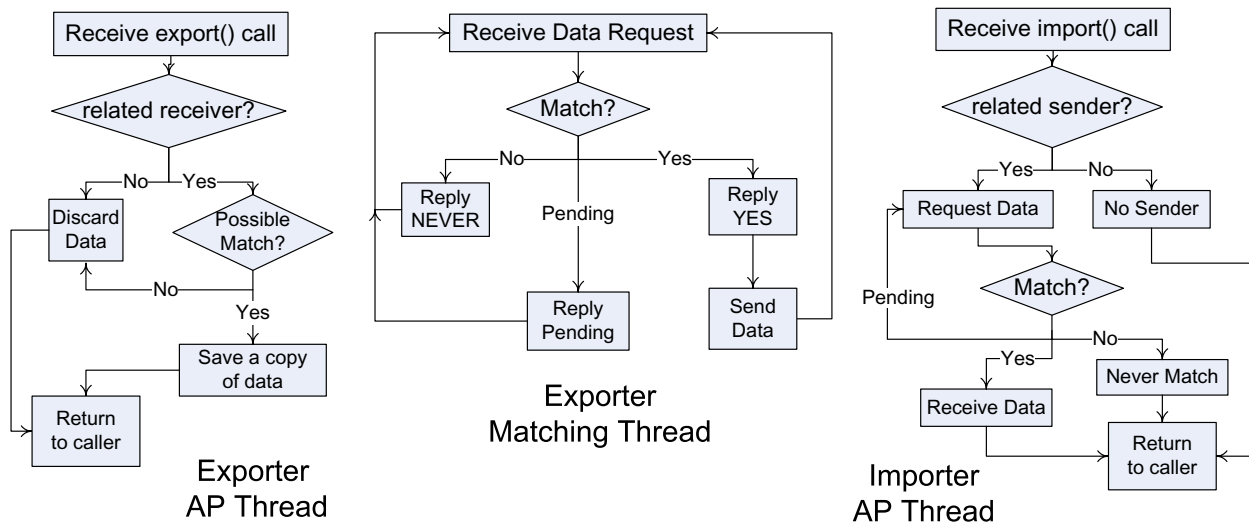 Receive export() call
related receiver?
No
Yes
Discard
Data
Possible
Match?
No
Yes
Save a copy
of data
Return
to caller
Exporter
AP Thread
Receive Data Request
Match?
No
Yes
Reply
NEVER
Pending
Reply
YES
Reply
Pending
Send
Data
Exporter
Matching Thread
Receive import() call
related sender?
Yes
No
Request Data
No Sender
Match?
Pending
No
Yes
Never Match
Receive Data
Return
to caller
Importer
AP Thread